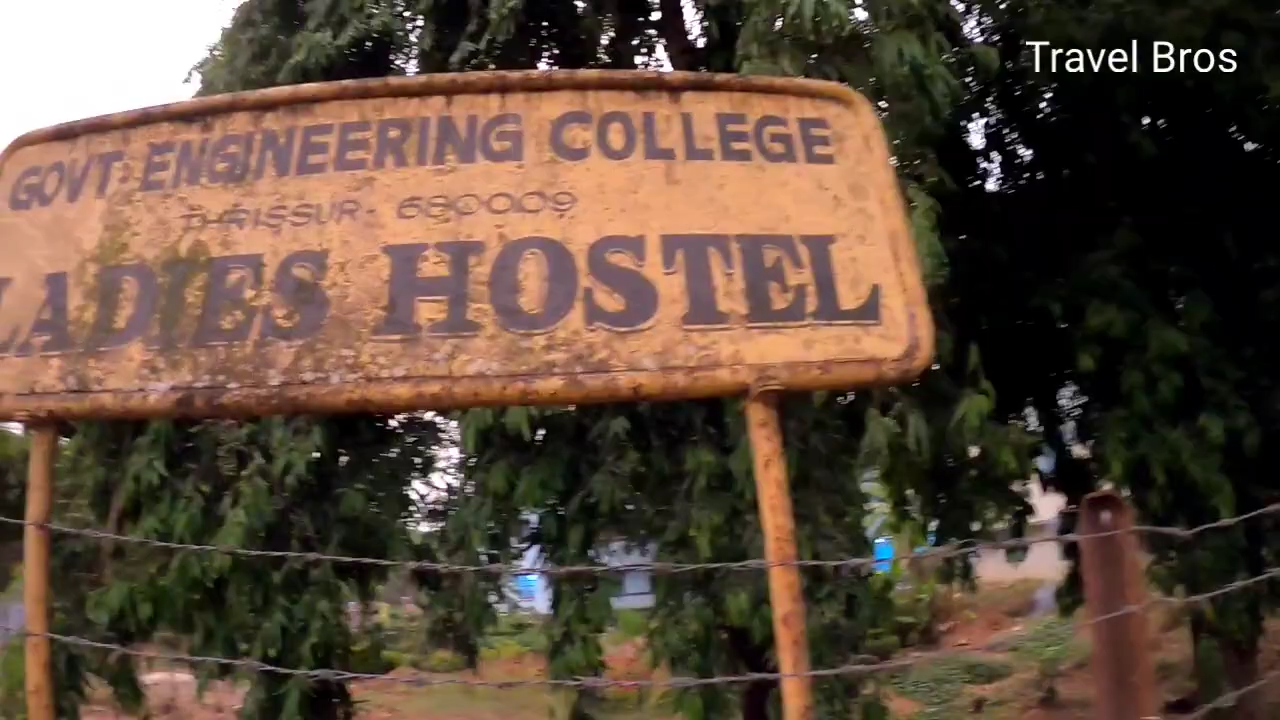 Travel Bros
GOVT. ENGINEERING COLLEGE
THRISSUR- 680009
LADIES HOSTEL